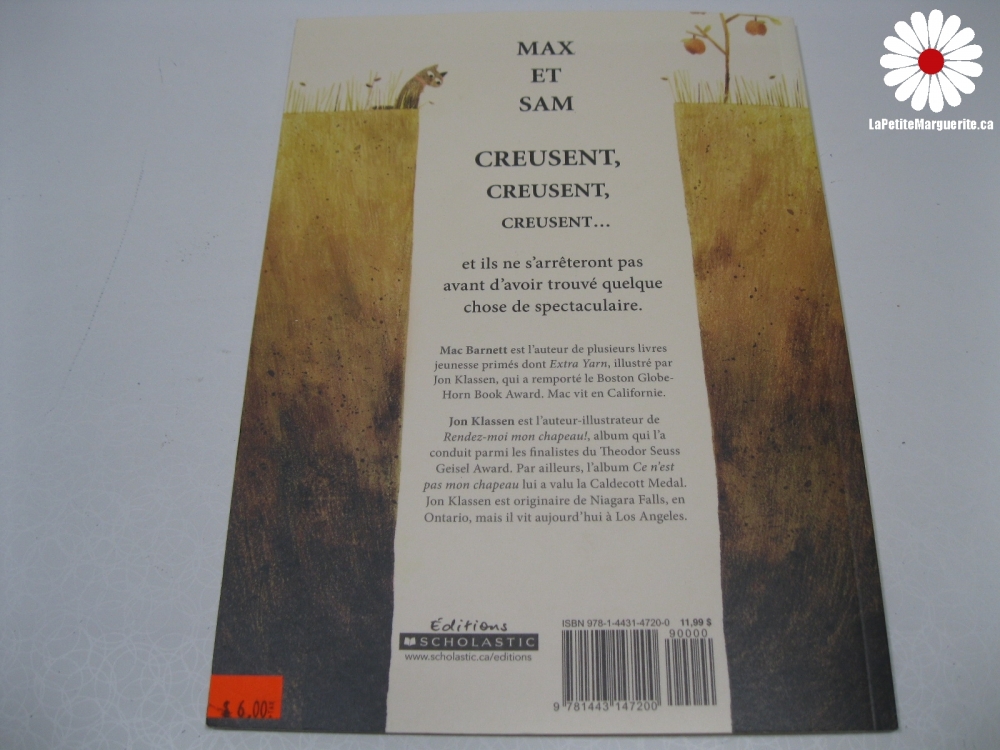 LaPetiteMarguerite.ca
MAX
ET
SAM
CREUSENT,
CREUSENT,
CREUSENT...
et ils ne s'arrêteront pas
avant d'avoir trouvé quelque
chose de spectaculaire.
Mac Barnett est l'auteur de plusieurs livres
jeunesse primés dont Extra Yarn, illustré par
Jon Klassen, qui a remporté le Boston Globe-
Horn Book Award. Mac vit en Californie.
Jon Klassen est l'auteur-illustrateur de
Rendez-moi mon chapeau!, album qui l'a
conduit parmi les finalistes du Theodor Seuss
Geisel Award. Par ailleurs, l'album Ce n'est
pas mon chapeau lui a valu la Caldecott Medal.
Jon Klassen est originaire de Niagara Falls, en
Ontario, mais il vit aujourd'hui à Los Angeles.
Éditions
SCHOLASTIC
www.scholastic.ca/editions
ISBN 978-1-4431-4720-0 11,99 $
90000
9 781443 147200
$ 6,00